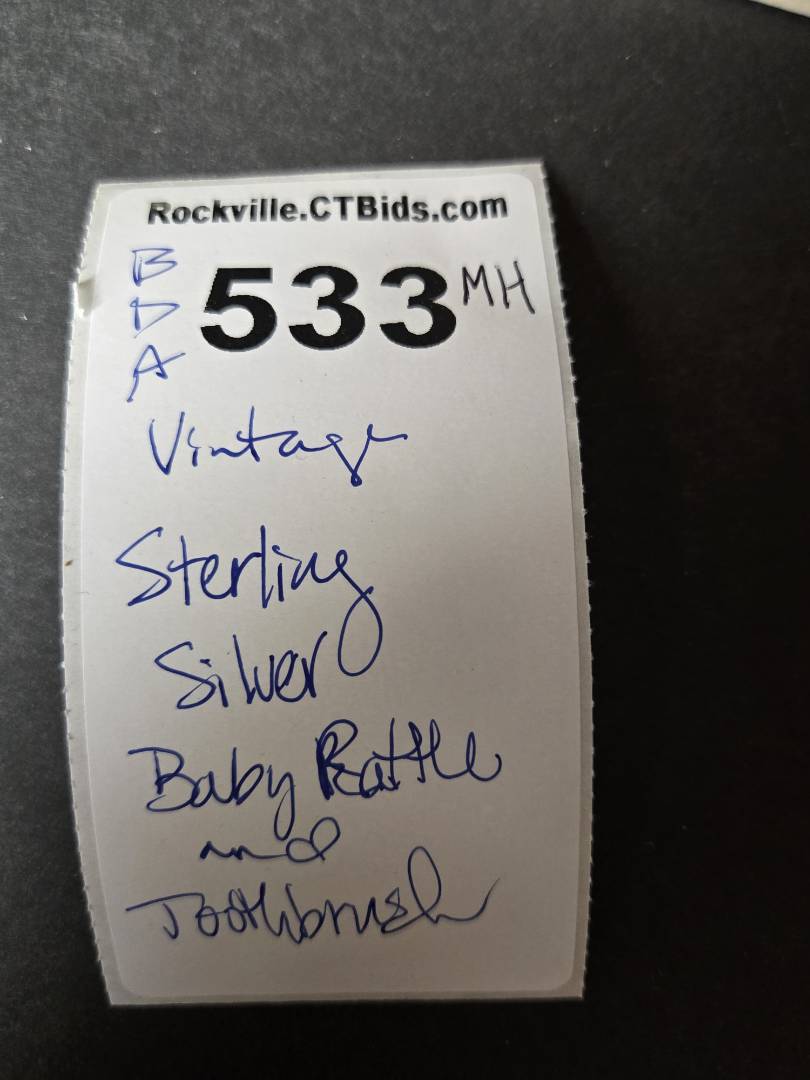 Rockville.CTBids.com
B
D
A
533 MH
Vintage
Sterling
Silver
Baby Rattle
and
Toothbrush